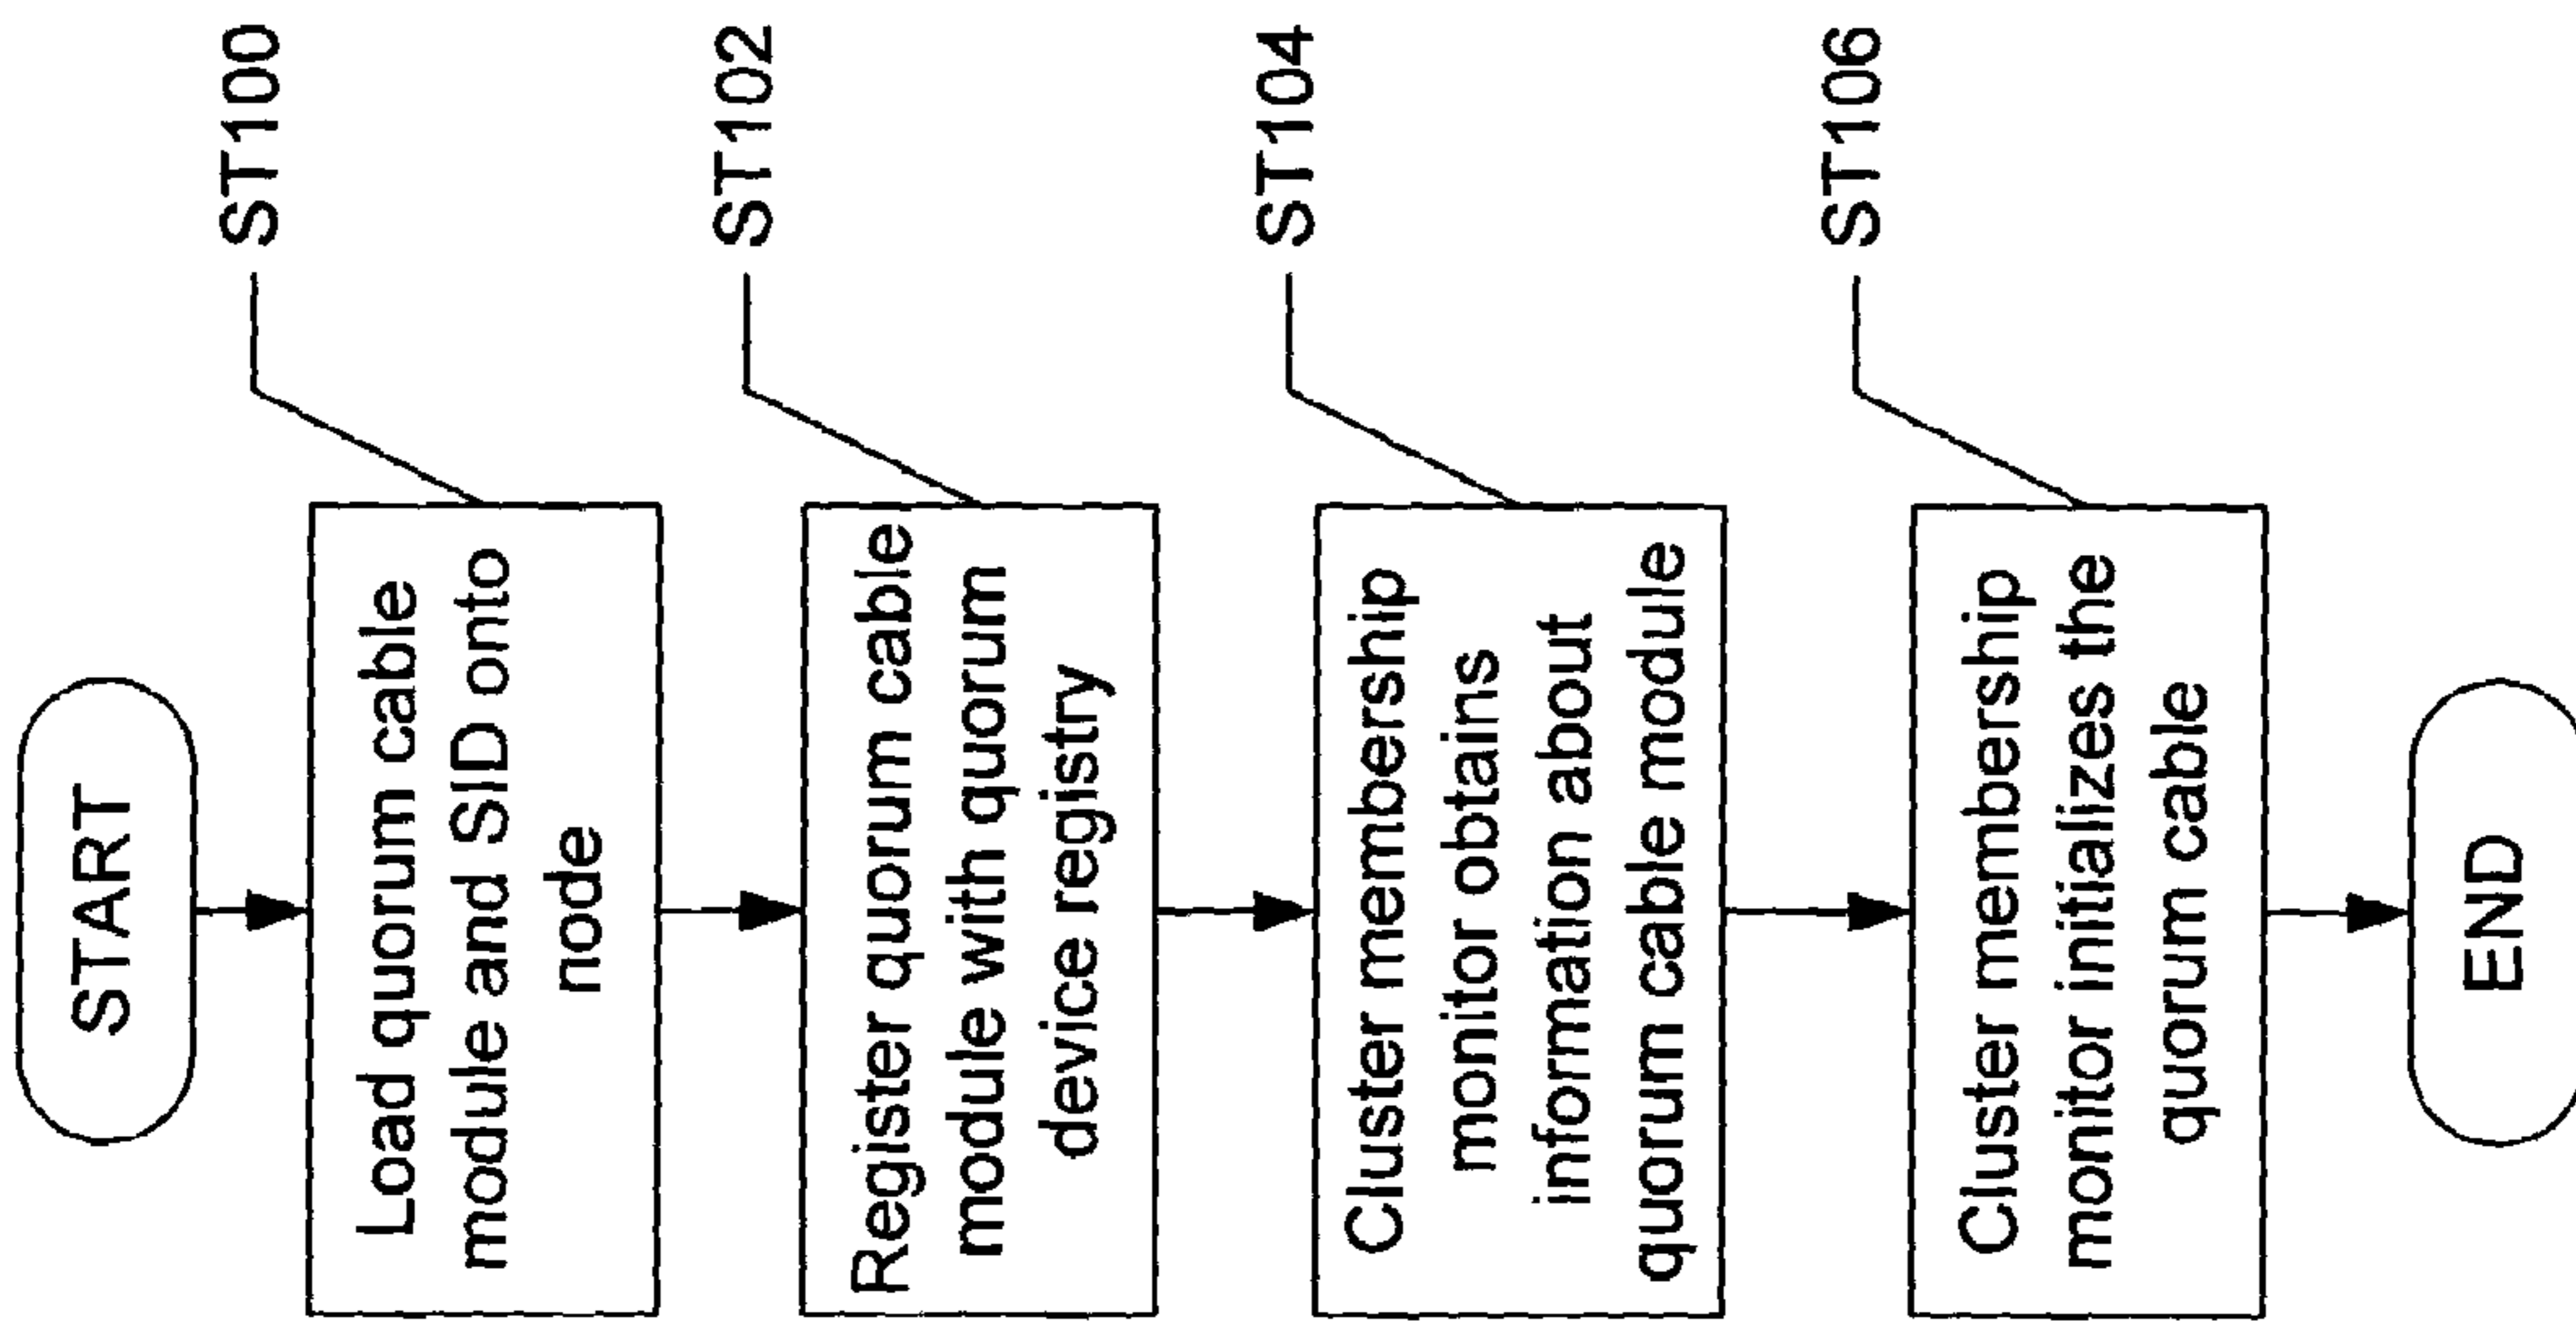 START
Load quorum cable
module and SID onto
node
ST100
Register quorum cable
module with quorum
device registry
ST102
Cluster membership
monitor obtains
information about
quorum cable module
ST104
Cluster membership
monitor initializes the
quorum cable
ST106
END